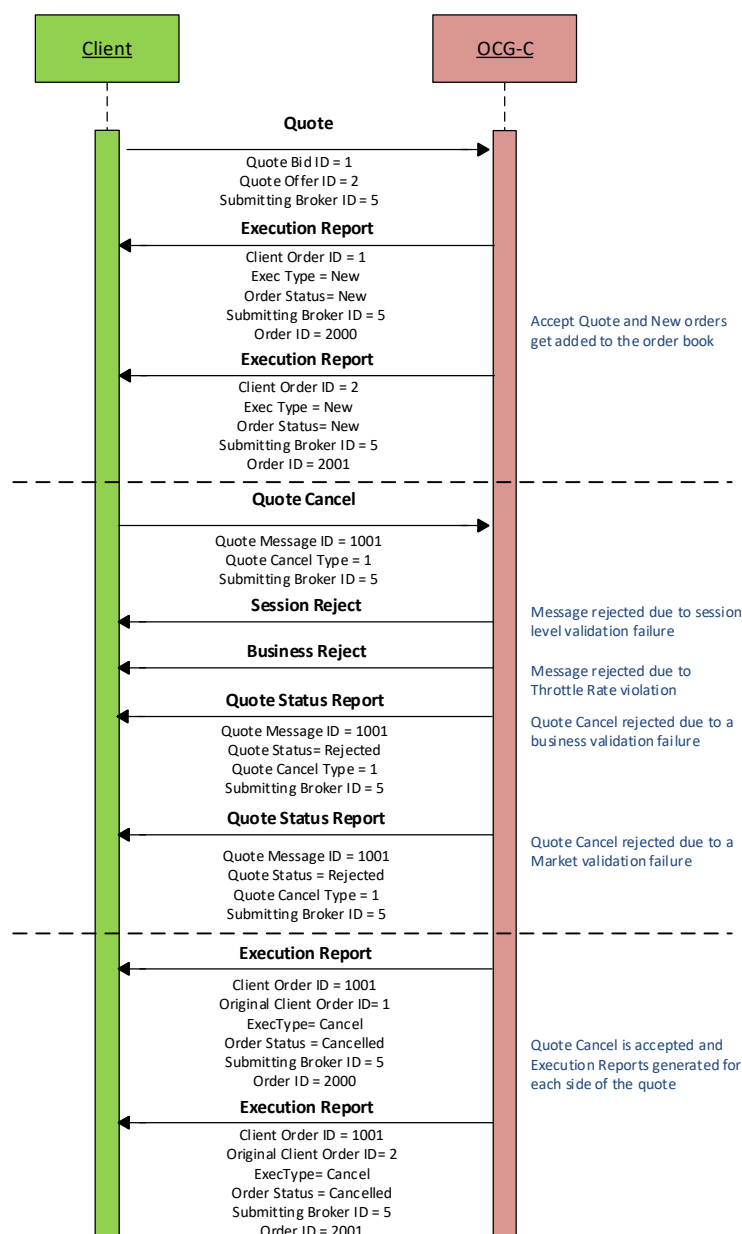 Client
OCG-C
Quote
Quote Bid ID = 1
Quote Offer ID = 2
Submitting Broker ID = 5
Execution Report
Client Order ID = 1
Exec Type = New
Order Status= New
Submitting Broker ID = 5
Order ID = 2000
Accept Quote and New orders
get added to the order book
Execution Report
Client Order ID = 2
Exec Type = New
Order Status= New
Submitting Broker ID = 5
Order ID = 2001
Quote Cancel
Quote Message ID = 1001
Quote Cancel Type = 1
Submitting Broker ID = 5
Session Reject
Message rejected due to session
level validation failure
Business Reject
Message rejected due to
Throttle Rate violation
Quote Status Report
Quote Message ID = 1001
Quote Status= Rejected
Quote Cancel Type = 1
Submitting Broker ID = 5
Quote Cancel rejected due to a
business validation failure
Quote Status Report
Quote Message ID = 1001
Quote Status = Rejected
Quote Cancel Type = 1
Submitting Broker ID = 5
Quote Cancel rejected due to a
Market validation failure
Execution Report
Client Order ID = 1001
Original Client Order ID= 1
ExecType= Cancel
Order Status = Cancelled
Submitting Broker ID = 5
Order ID = 2000
Quote Cancel is accepted and
Execution Reports generated for
each side of the quote
Execution Report
Client Order ID = 1001
Original Client Order ID= 2
ExecType= Cancel
Order Status = Cancelled
Submitting Broker ID = 5
Order ID = 2001